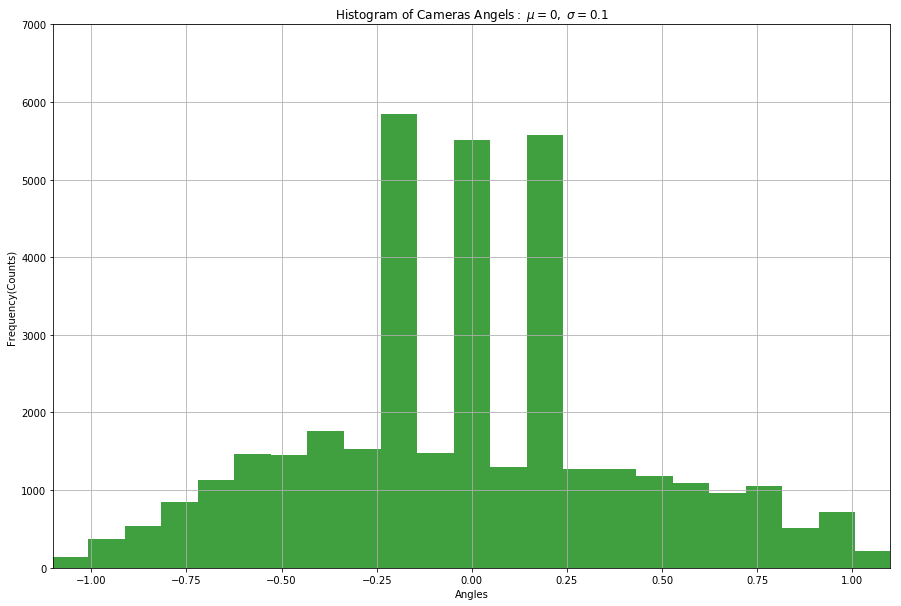 Histogram of Cameras Angels : μ = 0, σ = 0.1
7000
6000
5000
4000
3000
2000
1000
0
Frequency(Counts)
−1.00 −0.75 −0.50 −0.25 0.00 0.25 0.50 0.75 1.00
Angles